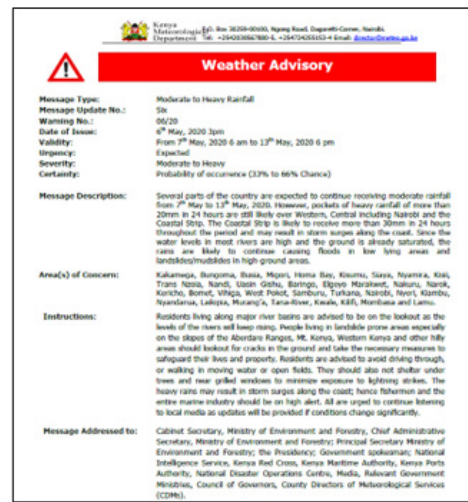 Kenya
Meteorological
Department
P.O. Box 30259-00100, Ngong Road, Dagoretti-Corner, Nairobi.
Weather Advisory
Message Type: Moderate to Heavy Rainfall
Message Update No.: Six
Warning No.: 06/20
Date of Issue: 6th May, 2020 3pm
Validity: From 7th May, 2020 6 am to 13th May, 2020 6 pm
Urgency: Expected
Severity: Moderate to Heavy
Certainty: Probability of occurrence (33% to 66% Chance)
Message Description: Several parts of the country are expected to continue receiving moderate rainfall
from 7th May to 13th May, 2020. However, pockets of heavy rainfall of more than
20mm in 24 hours are still likely over Western, Central including Nairobi and the
Coastal Strip. The Coastal Strip is likely to receive more than 30mm in 24 hours
throughout the period and may result in storm surges along the coast. Since the
water levels in most rivers are high and the ground is already saturated, the
rains are likely to continue causing floods in low lying areas and
landslides/mudslides in high ground areas.
Area(s) of Concern: Kakamega, Bungoma, Busia, Migori, Homa Bay, Kisumu, Siaya, Nyamira, Kisii,
Trans Nzoia, Nandi, Uasin Gishu, Baringo, Elgeyo Marakwet, Nakuru, Narok,
Kericho, Bomet, Vihiga, West Pokot, Samburu, Turkana, Nairobi, Nyeri, Kiambu,
Nyandarua, Laikipia, Murang'a, Tana-River, Kwale, Kilifi, Mombasa and Lamu.
Instructions: Residents living along major river basins are advised to be on the lookout as the
levels of the rivers will keep rising. People living in landslide prone areas especially
on the slopes of the Aberdare Ranges, Mt. Kenya, Western Kenya and other hilly
areas should lookout for cracks in the ground and take the necessary measures to
safeguard their lives and property. Residents are advised to avoid driving through,
or walking in moving water or open fields. They also should not shelter under
trees and near grilled windows to minimize exposure to lightning strikes. The
heavy rains may result in storm surges along the coast; hence fishermen and the
entire marine industry should be on high alert. All are urged to continue listening
to local media as updates will be provided if conditions change significantly.
Message Addressed to: Cabinet Secretary, Ministry of Environment and Forestry, Chief Administrative
Secretary, Ministry of Environment and Forestry; Principal Secretary Ministry of
Environment and Forestry; the Presidency; Government spokesman; National
Intelligence Service, Kenya Red Cross, Kenya Maritime Authority, Kenya Ports
Authority, National Disaster Operations Centre, Media, Relevant Government
Ministries, Council of Governors, County Directors of Meteorological Services
(CDMs).